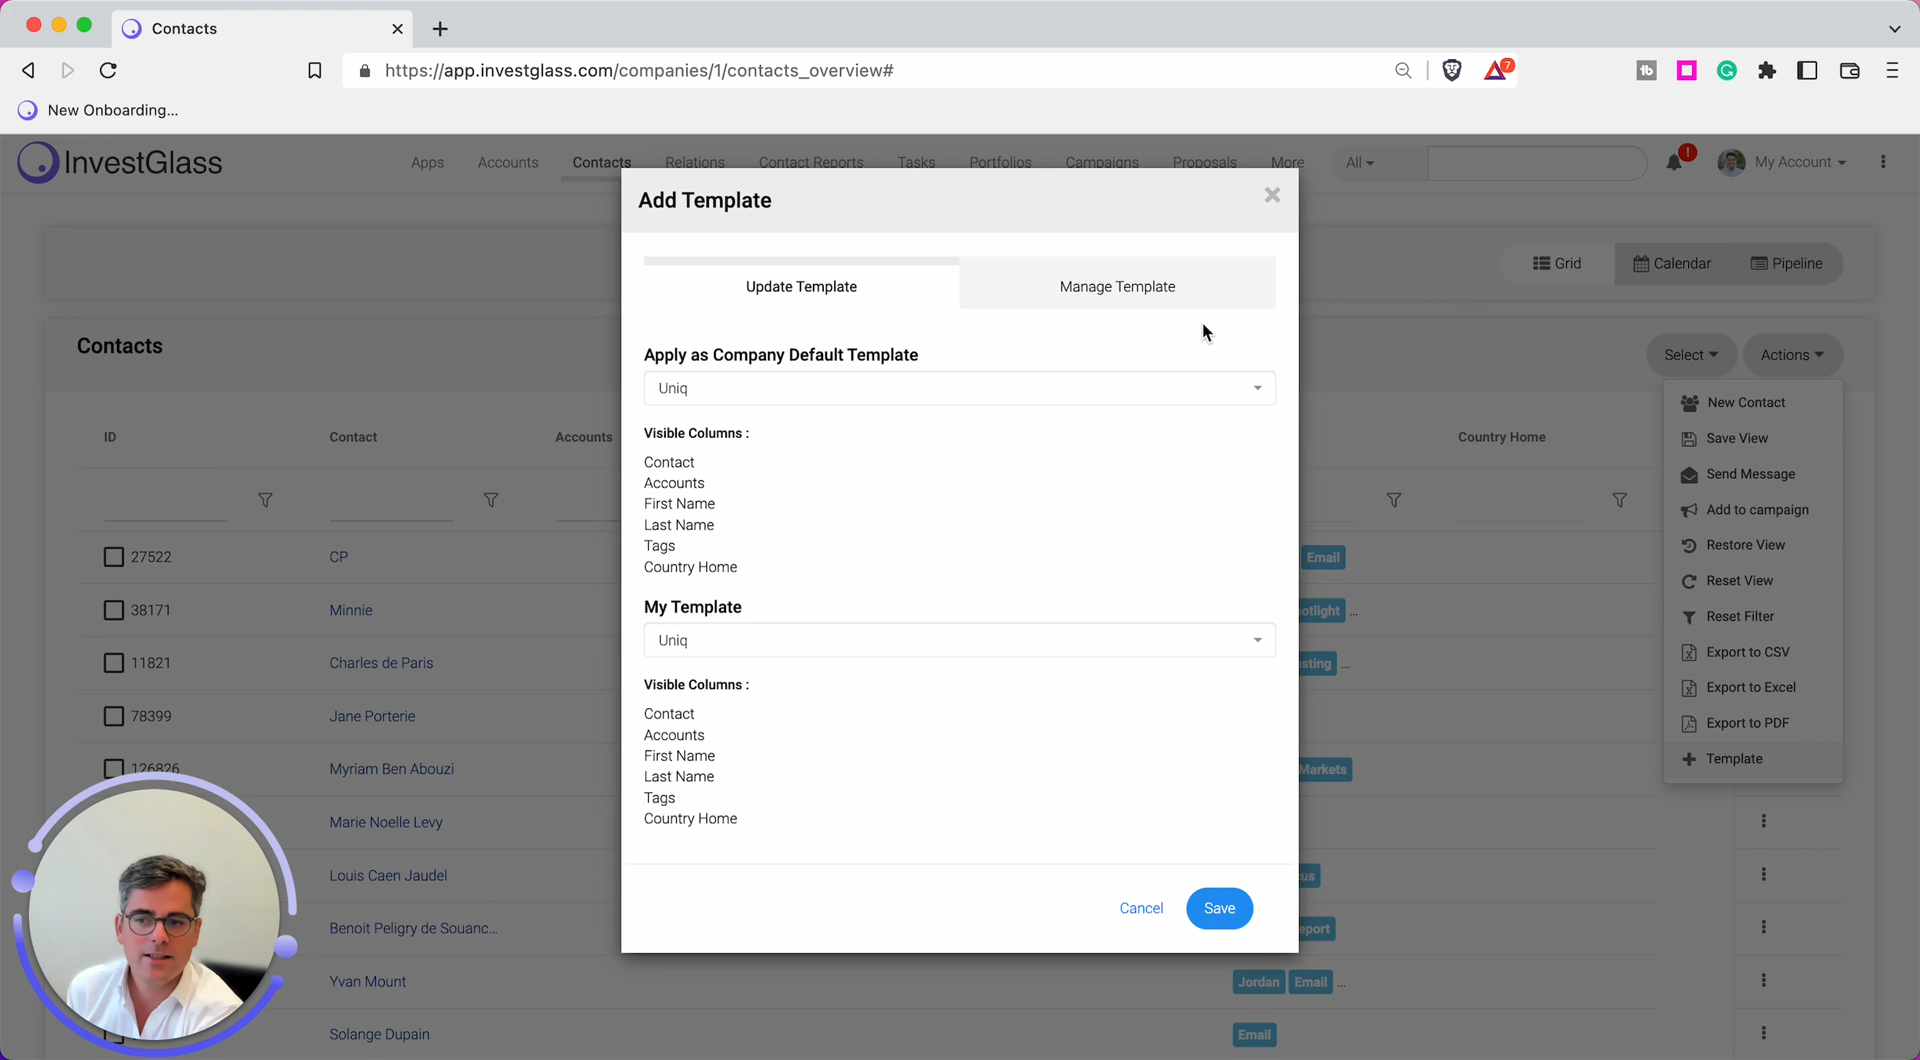 Contacts
https://app.investglass.com/companies/1/contacts_overview#
7
tb
New Onboarding...
InvestGlass
Apps
Accounts
Contacts
Relations
Contact Reports
Tasks
Portfolios
Campaigns
Proposals
More
All
!
My Account
Add Template
Grid
Calendar
Pipeline
Update Template
Manage Template
Contacts
Select
Actions
Apply as Company Default Template
Uniq
New Contact
Save View
Send Message
Add to campaign
Restore View
Reset View
Reset Filter
Export to CSV
Export to Excel
Export to PDF
Template
ID
Contact
Accounts
Country Home
Visible Columns :
Contact
Accounts
First Name
Last Name
Tags
Country Home
My Template
Uniq
Visible Columns :
Contact
Accounts
First Name
Last Name
Tags
Country Home
Cancel
Save
27522 CP Email
38171 Minnie otlight ...
11821 Charles de Paris sting ...
78399 Jane Porterie
126826 Myriam Ben Abouzi Markets
Marie Noelle Levy
Louis Caen Jaudel us
Benoit Peligry de Souanc... eport
Yvan Mount Jordan Email ...
Solange Dupain Email